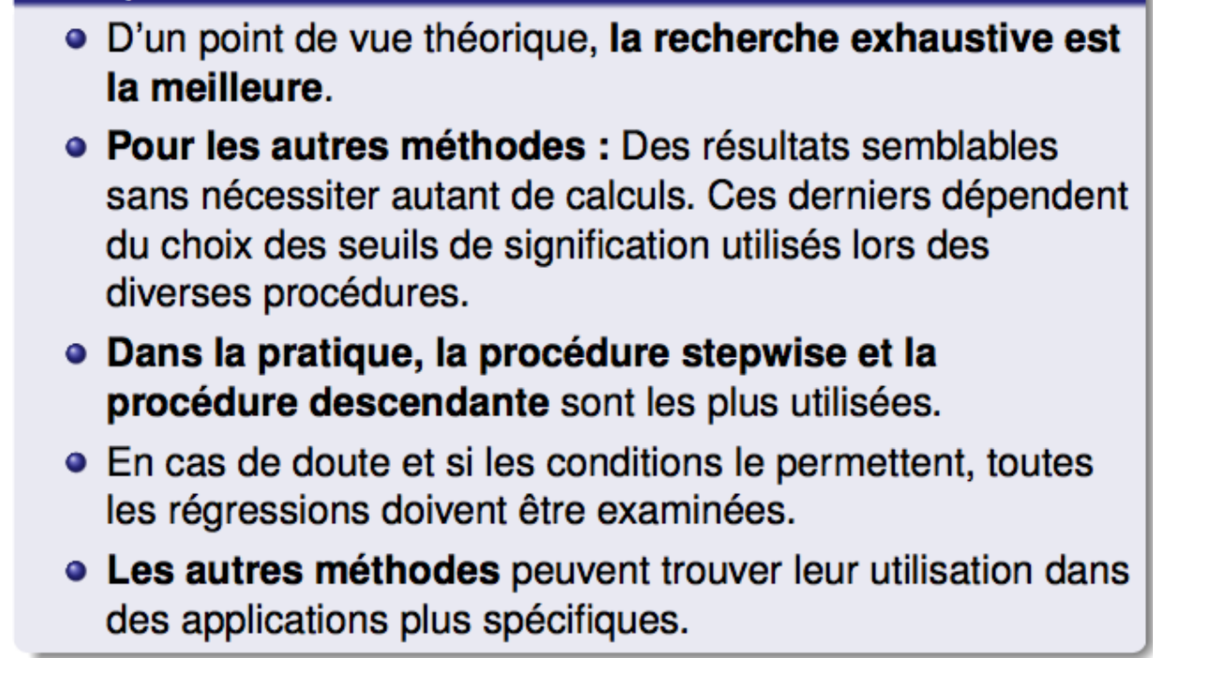 D'un point de vue théorique, la recherche exhaustive est
la meilleure.
Pour les autres méthodes : Des résultats semblables
sans nécessiter autant de calculs. Ces derniers dépendent
du choix des seuils de signification utilisés lors des
diverses procédures.
Dans la pratique, la procédure stepwise et la
procédure descendante sont les plus utilisées.
En cas de doute et si les conditions le permettent, toutes
les régressions doivent être examinées.
Les autres méthodes peuvent trouver leur utilisation dans
des applications plus spécifiques.